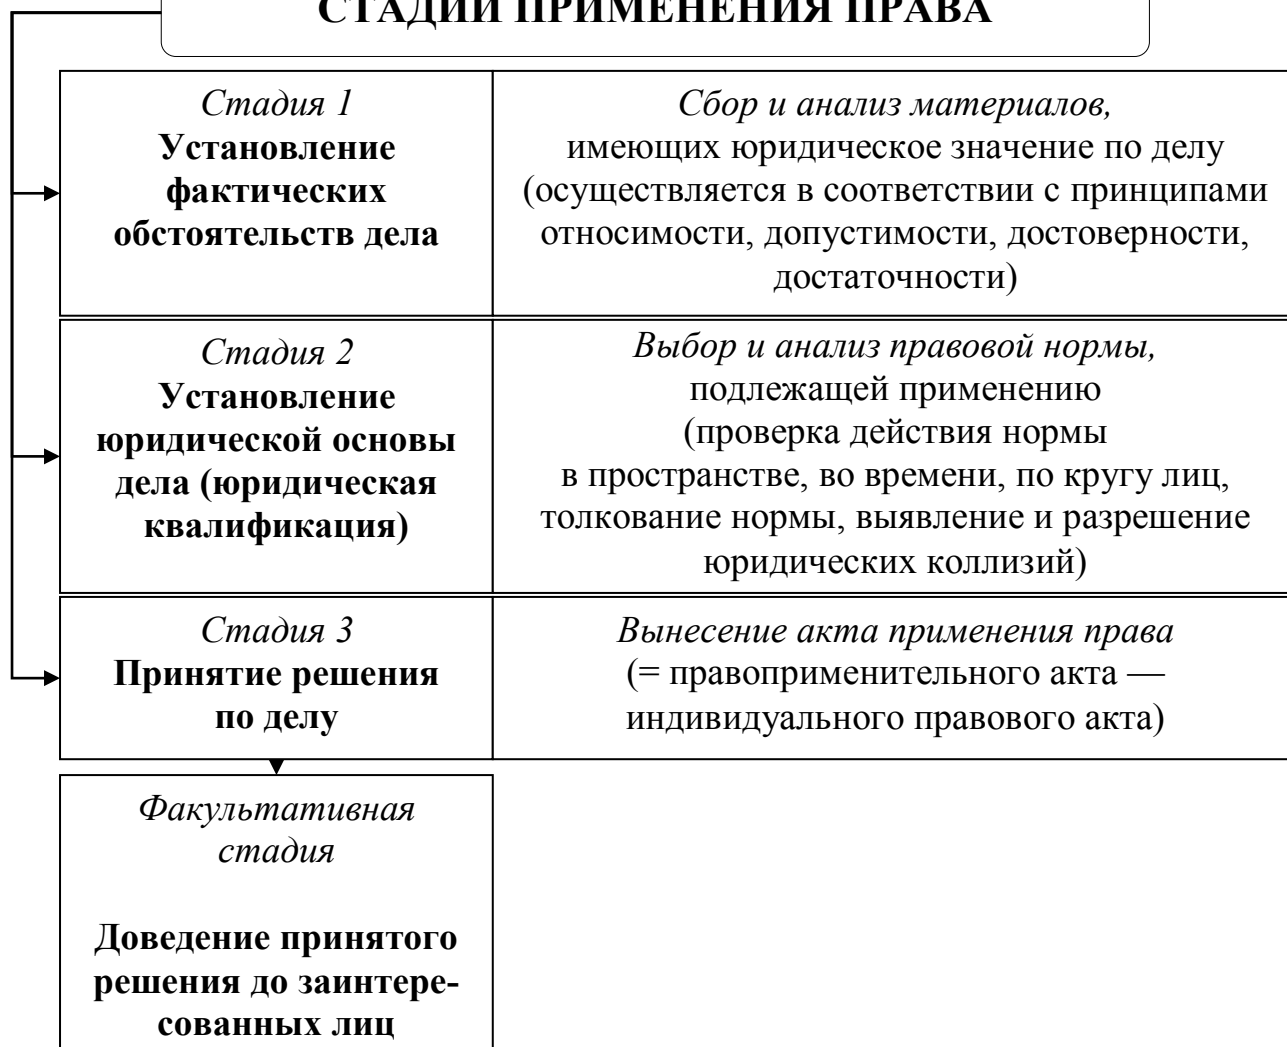 СТАДИИ ПРИМЕНЕНИЯ ПРАВА
Стадия 1
Установление
фактических
обстоятельств дела
Сбор и анализ материалов,
имеющих юридическое значение по делу
(осуществляется в соответствии с принципами
относимости, допустимости, достоверности,
достаточности)
Стадия 2
Установление
юридической основы
дела (юридическая
квалификация)
Выбор и анализ правовой нормы,
подлежащей применению
(проверка действия нормы
в пространстве, во времени, по кругу лиц,
толкование нормы, выявление и разрешение
юридических коллизий)
Стадия 3
Принятие решения
по делу
Вынесение акта применения права
(= правоприменительного акта —
индивидуального правового акта)
Факультативная
стадия
Доведение принятого
решения до заинтере-
сованных лиц